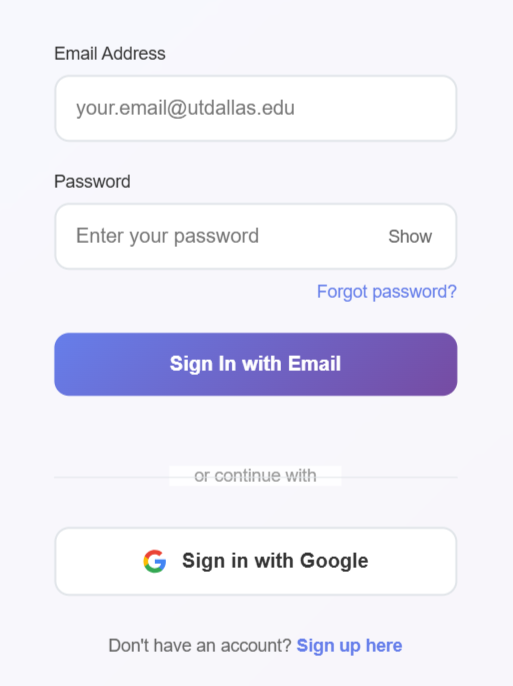 Email Address
your.email@utdallas.edu
Password
Enter your password Show
Forgot password?
Sign In with Email
or continue with
Sign in with Google
Don't have an account? Sign up here